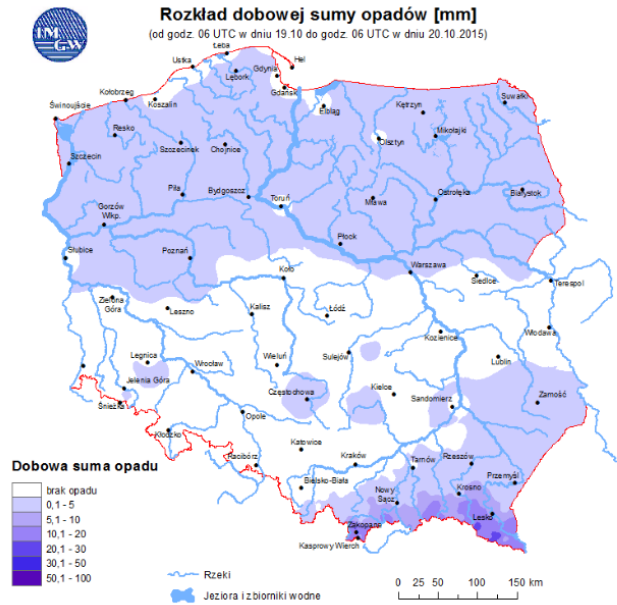 IM
GW
Rozkład dobowej sumy opadów [mm]
(od godz. 06 UTC w dniu 19.10 do godz. 06 UTC w dniu 20.10.2015)
Łeba
Hel
Ustka
Lębork
Gdynia
Gdańsk
Kołobrzeg
Koszalin
Elbląg
Kętrzyn
Suwałki
Świnoujście
Resko
Mikołajki
Olsztyn
Szczecinek
Chojnice
Szczecin
Piła
Bydgoszcz
Toruń
Mława
Ostrołęka
Białystok
Gorzów
Wlkp.
Płock
Słubice
Poznań
Koło
Warszawa
Siedlce
Terespol
Zielona
Góra
Leszno
Kalisz
Łódź
Kozienice
Włodawa
Legnica
Wrocław
Wieluń
Sulejów
Lublin
Jelenia Góra
Częstochowa
Kielce
Sandomierz
Zamość
Śnieżka
Opole
Kłodzko
Katowice
Racibórz
Kraków
Tarnów
Rzeszów
Przemyśl
Bielsko-Biała
Nowy
Sącz
Krosno
Lesko
Zakopane
Kasprowy Wierch
Dobowa suma opadu
brak opadu
0,1 - 5
5,1 - 10
10,1 - 20
20,1 - 30
30,1 - 50
50,1 - 100
Rzeki
Jeziora i zbiorniki wodne
0 25 50 100 150 km